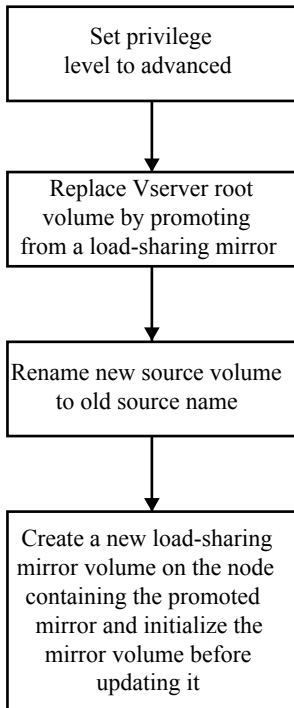 Set privilege
level to advanced
Replace Vserver root
volume by promoting
from a load-sharing mirror
Rename new source volume
to old source name
Create a new load-sharing
mirror volume on the node
containing the promoted
mirror and initialize the
mirror volume before
updating it